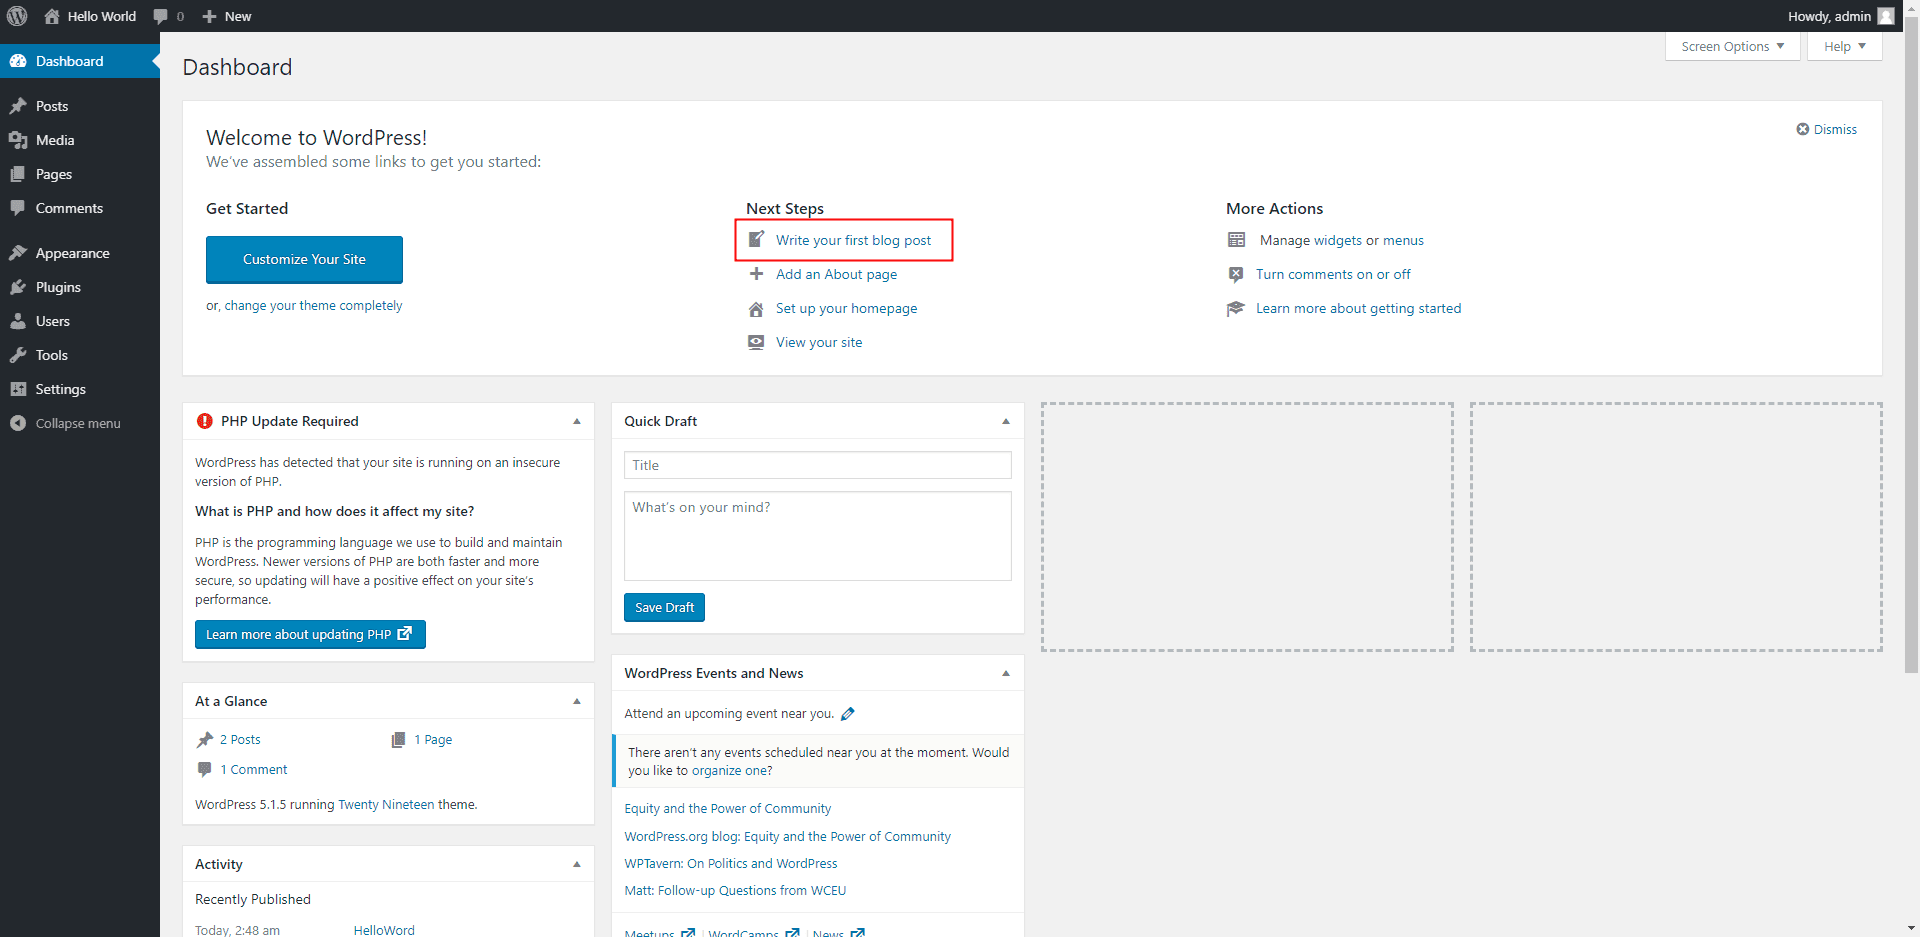 Hello World 0 New Howdy, admin
Dashboard
Posts
Media
Pages
Comments
Appearance
Plugins
Users
Tools
Settings
Collapse menu
Screen Options Help
Dashboard
Welcome to WordPress!
We've assembled some links to get you started:
Dismiss
Get Started
Customize Your Site
or, change your theme completely
Next Steps
Write your first blog post
Add an About page
Set up your homepage
View your site
More Actions
Manage widgets or menus
Turn comments on or off
Learn more about getting started
PHP Update Required
WordPress has detected that your site is running on an insecure
version of PHP.
What is PHP and how does it affect my site?
PHP is the programming language we use to build and maintain
WordPress. Newer versions of PHP are both faster and more
secure, so updating will have a positive effect on your site's
performance.
Learn more about updating PHP
At a Glance
2 Posts 1 Page
1 Comment
WordPress 5.1.5 running Twenty Nineteen theme.
Activity
Recently Published
Today, 2:48 am HelloWord
Quick Draft
Title
What's on your mind?
Save Draft
WordPress Events and News
Attend an upcoming event near you.
There aren't any events scheduled near you at the moment. Would
you like to organize one?
Equity and the Power of Community
WordPress.org blog: Equity and the Power of Community
WPTavern: On Politics and WordPress
Matt: Follow-up Questions from WCEU
Meetups | WordCamps | News